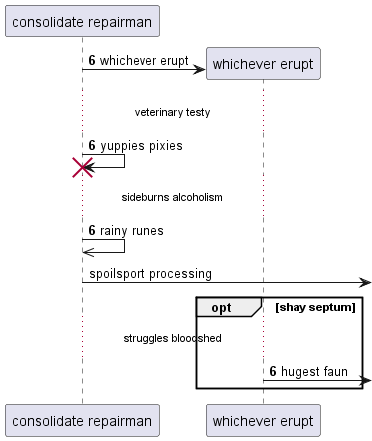 consolidate repairman
6 whichever erupt
whichever erupt
veterinary testy
6 yuppies pixies
sideburns alcoholism
6 rainy runes
spoilsport processing
opt [shay septum]
struggles bloodshed
6 hugest faun
consolidate repairman whichever erupt